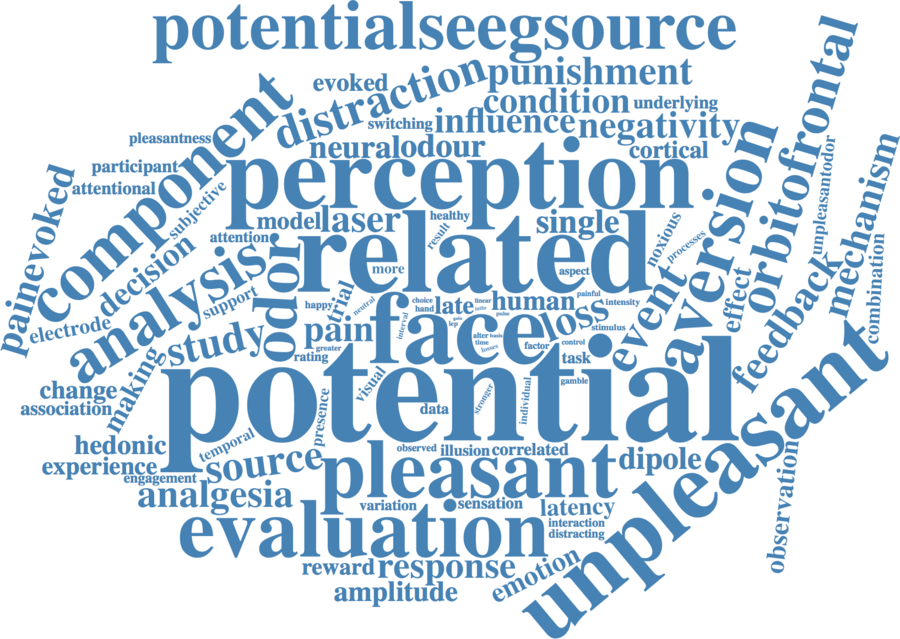 potentialseegsource
evoked
distraction
punishment
condition
underlying
switching
influence
negativity
orbitofrontal
component
pleasantness
neuralodour
cortical
participant
attentional
subjective
perception
aversion
unpleasantodor
mechanism
painevoked
model
laser
healthy
result
single
noxious
processes
attention
related
decision
analysis
support
odor
more
aspect
event
effect
feedback
combination
electrode
happy
trial
neutral
choice
hand
late
linear
human
painful
intensity
loss
study
pain
interval
face
lep
gain
pulse
alter
time
losses
factor
control
stimulus
rating
greater
task
making
change
association
visual
potential
presence
data
stronger
individual
gamble
unpleasant
hedonic
experience
temporal
engagement
source
observed
illusion
correlated
pleasant
dipole
observation
analgesia
variation
sensation
latency
evaluation
interaction
distracting
reward
response
emotion
amplitude